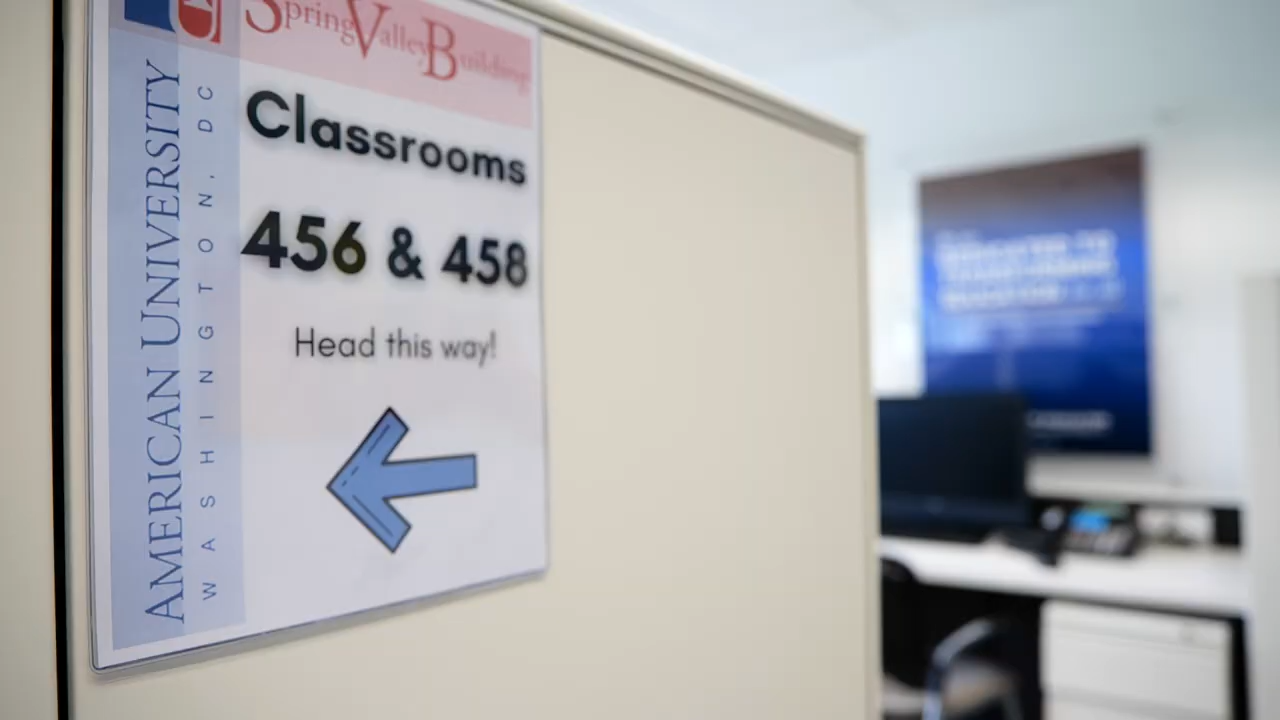 Spring Valley Building
Classrooms
456 & 458
Head this way!
AMERICAN UNIVERSITY
WASHINGTON, DC